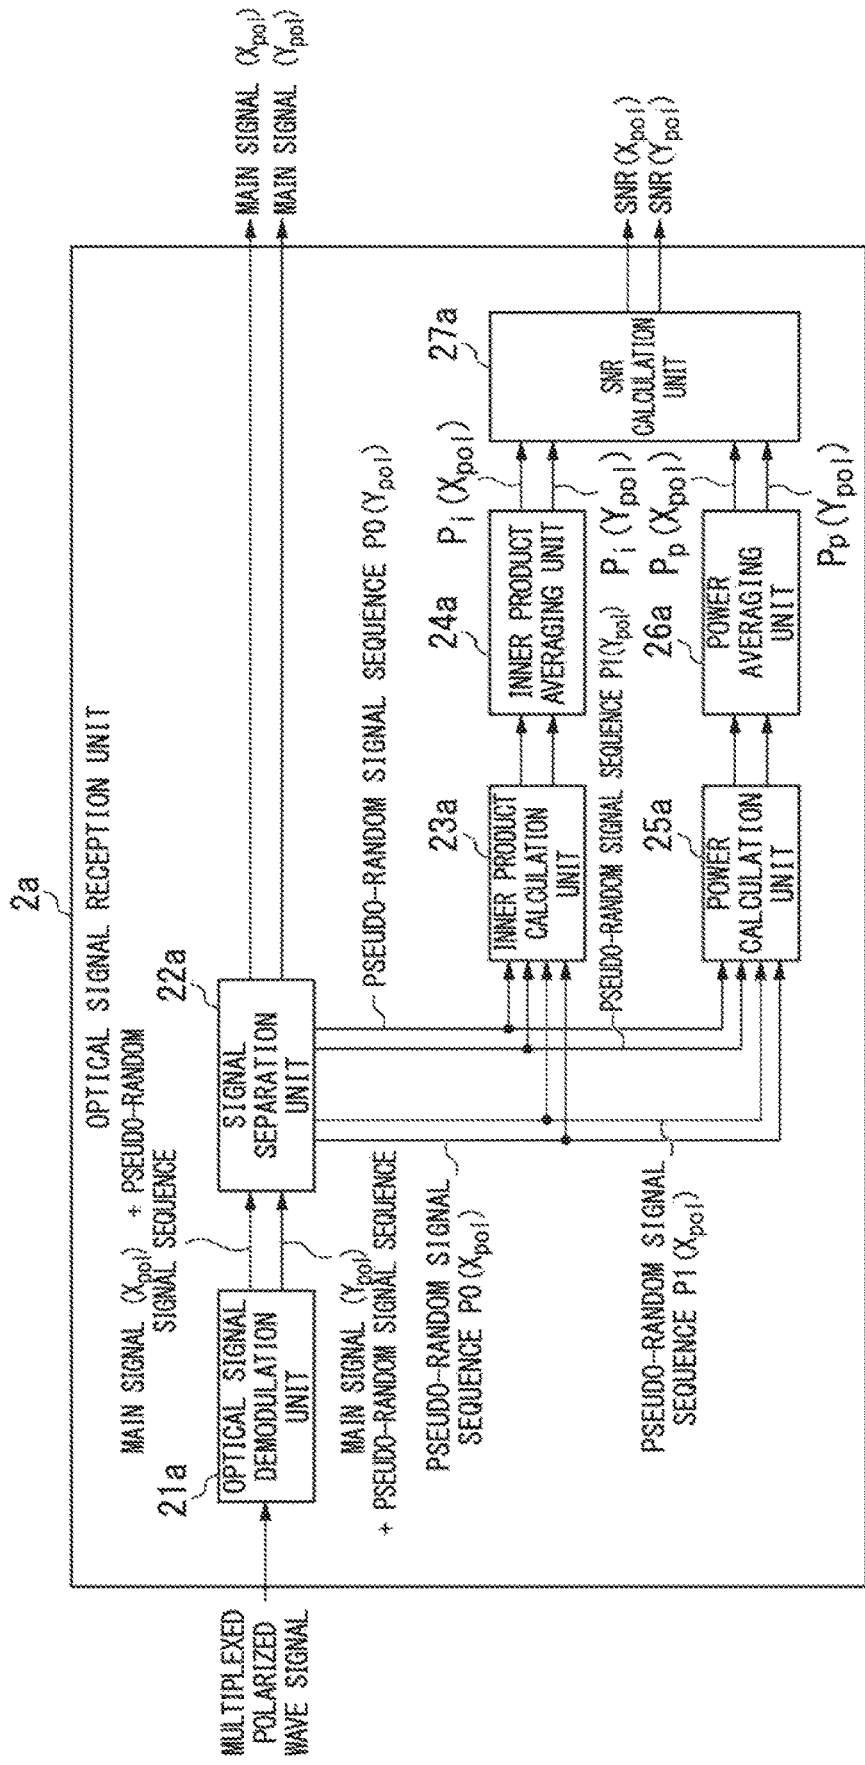 2a
OPTICAL SIGNAL RECEPTION UNIT
MULTIPLEXED
POLARIZED
WAVE SIGNAL
21a
OPTICAL SIGNAL
DEMODULATION
UNIT
MAIN SIGNAL (Xpol) + PSEUDO-RANDOM
SIGNAL SEQUENCE
MAIN SIGNAL (Ypol)
+ PSEUDO-RANDOM SIGNAL SEQUENCE
22a
SIGNAL
SEPARATION
UNIT
MAIN SIGNAL (Xpol)
MAIN SIGNAL (Ypol)
PSEUDO-RANDOM SIGNAL SEQUENCE P0(Ypol)
PSEUDO-RANDOM SIGNAL SEQUENCE P1(Ypol)
PSEUDO-RANDOM SIGNAL
SEQUENCE P0(Xpol)
PSEUDO-RANDOM SIGNAL
SEQUENCE P1(Xpol)
23a
INNER PRODUCT
CALCULATION
UNIT
24a
INNER PRODUCT
AVERAGING UNIT
Pi(Xpol)
Pi(Ypol)
25a
POWER
CALCULATION
UNIT
26a
POWER
AVERAGING
UNIT
Pp(Xpol)
Pp(Ypol)
27a
SNR
CALCULATION
UNIT
SNR(Xpol)
SNR(Ypol)